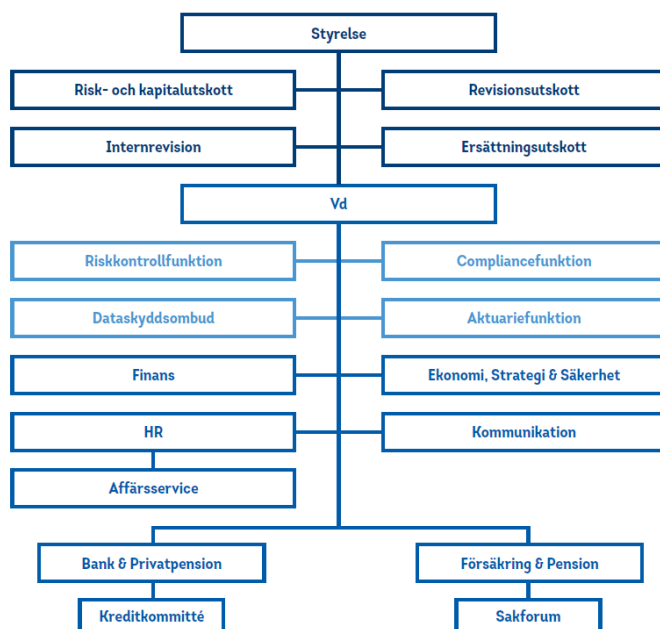 Styrelse
Risk- och kapitalutskott
Revisionsutskott
Internrevision
Ersättningsutskott
Vd
Riskkontrollfunktion
Compliancefunktion
Dataskyddsombud
Aktuariefunktion
Finans
Ekonomi, Strategi & Säkerhet
HR
Kommunikation
Affärsservice
Bank & Privatpension
Försäkring & Pension
Kreditkommitté
Sakforum